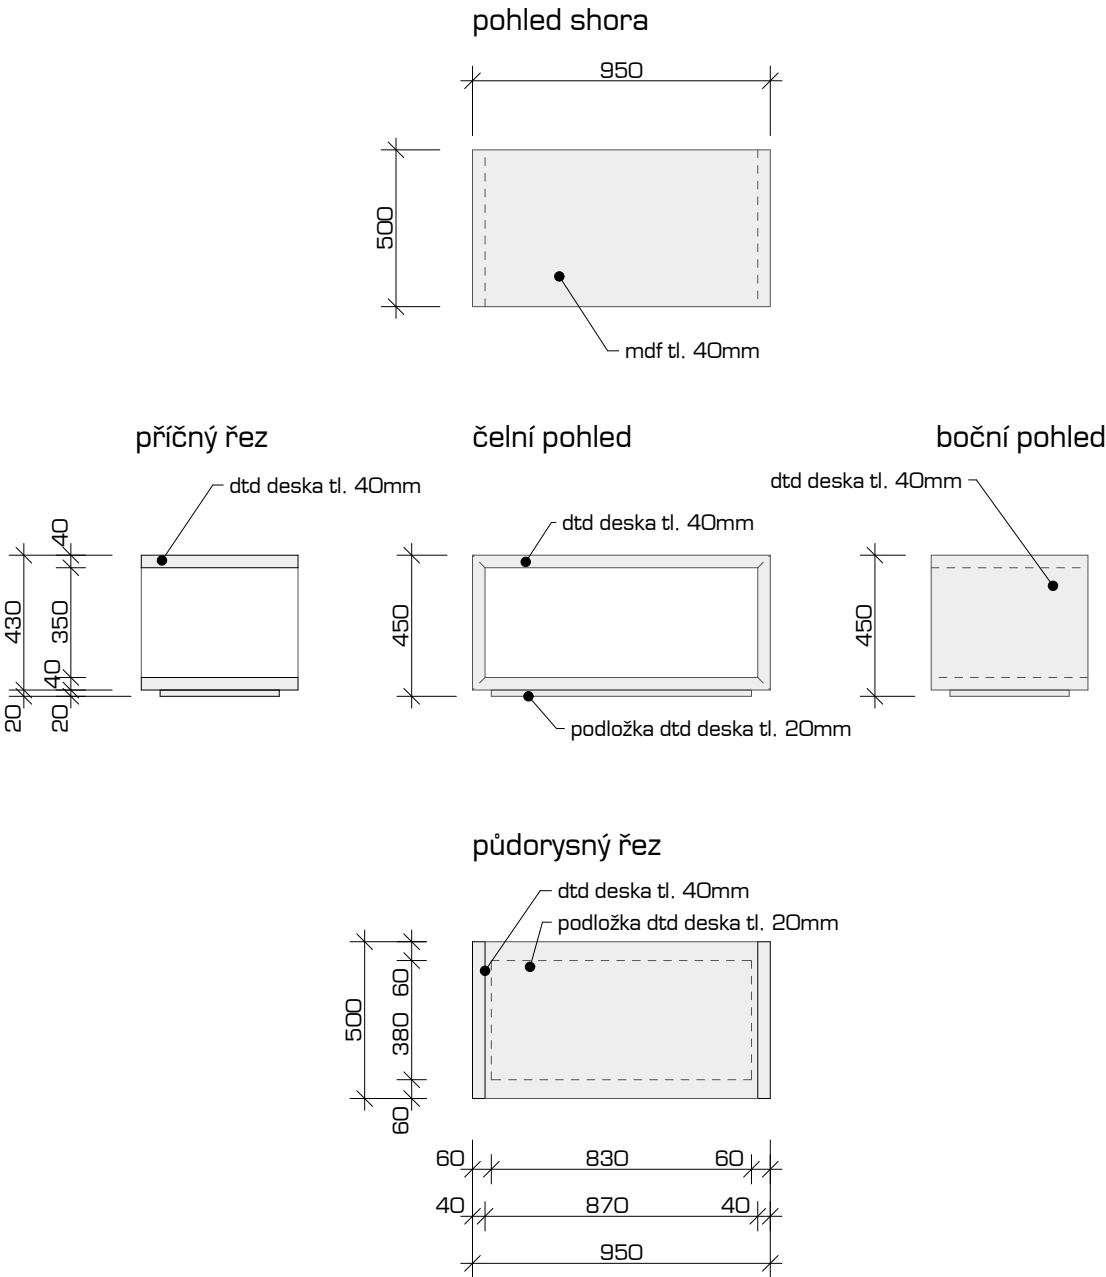 pohled shora
950
500
mdf tl. 40mm
příčný řez
čelní pohled
boční pohled
dtd deska tl. 40mm
dtd deska tl. 40mm
dtd deska tl. 40mm
40
430
350
40
20
20
450
450
podložka dtd deska tl. 20mm
půdorysný řez
dtd deska tl. 40mm
podložka dtd deska tl. 20mm
500
60
380
60
60
830
60
40
870
40
950